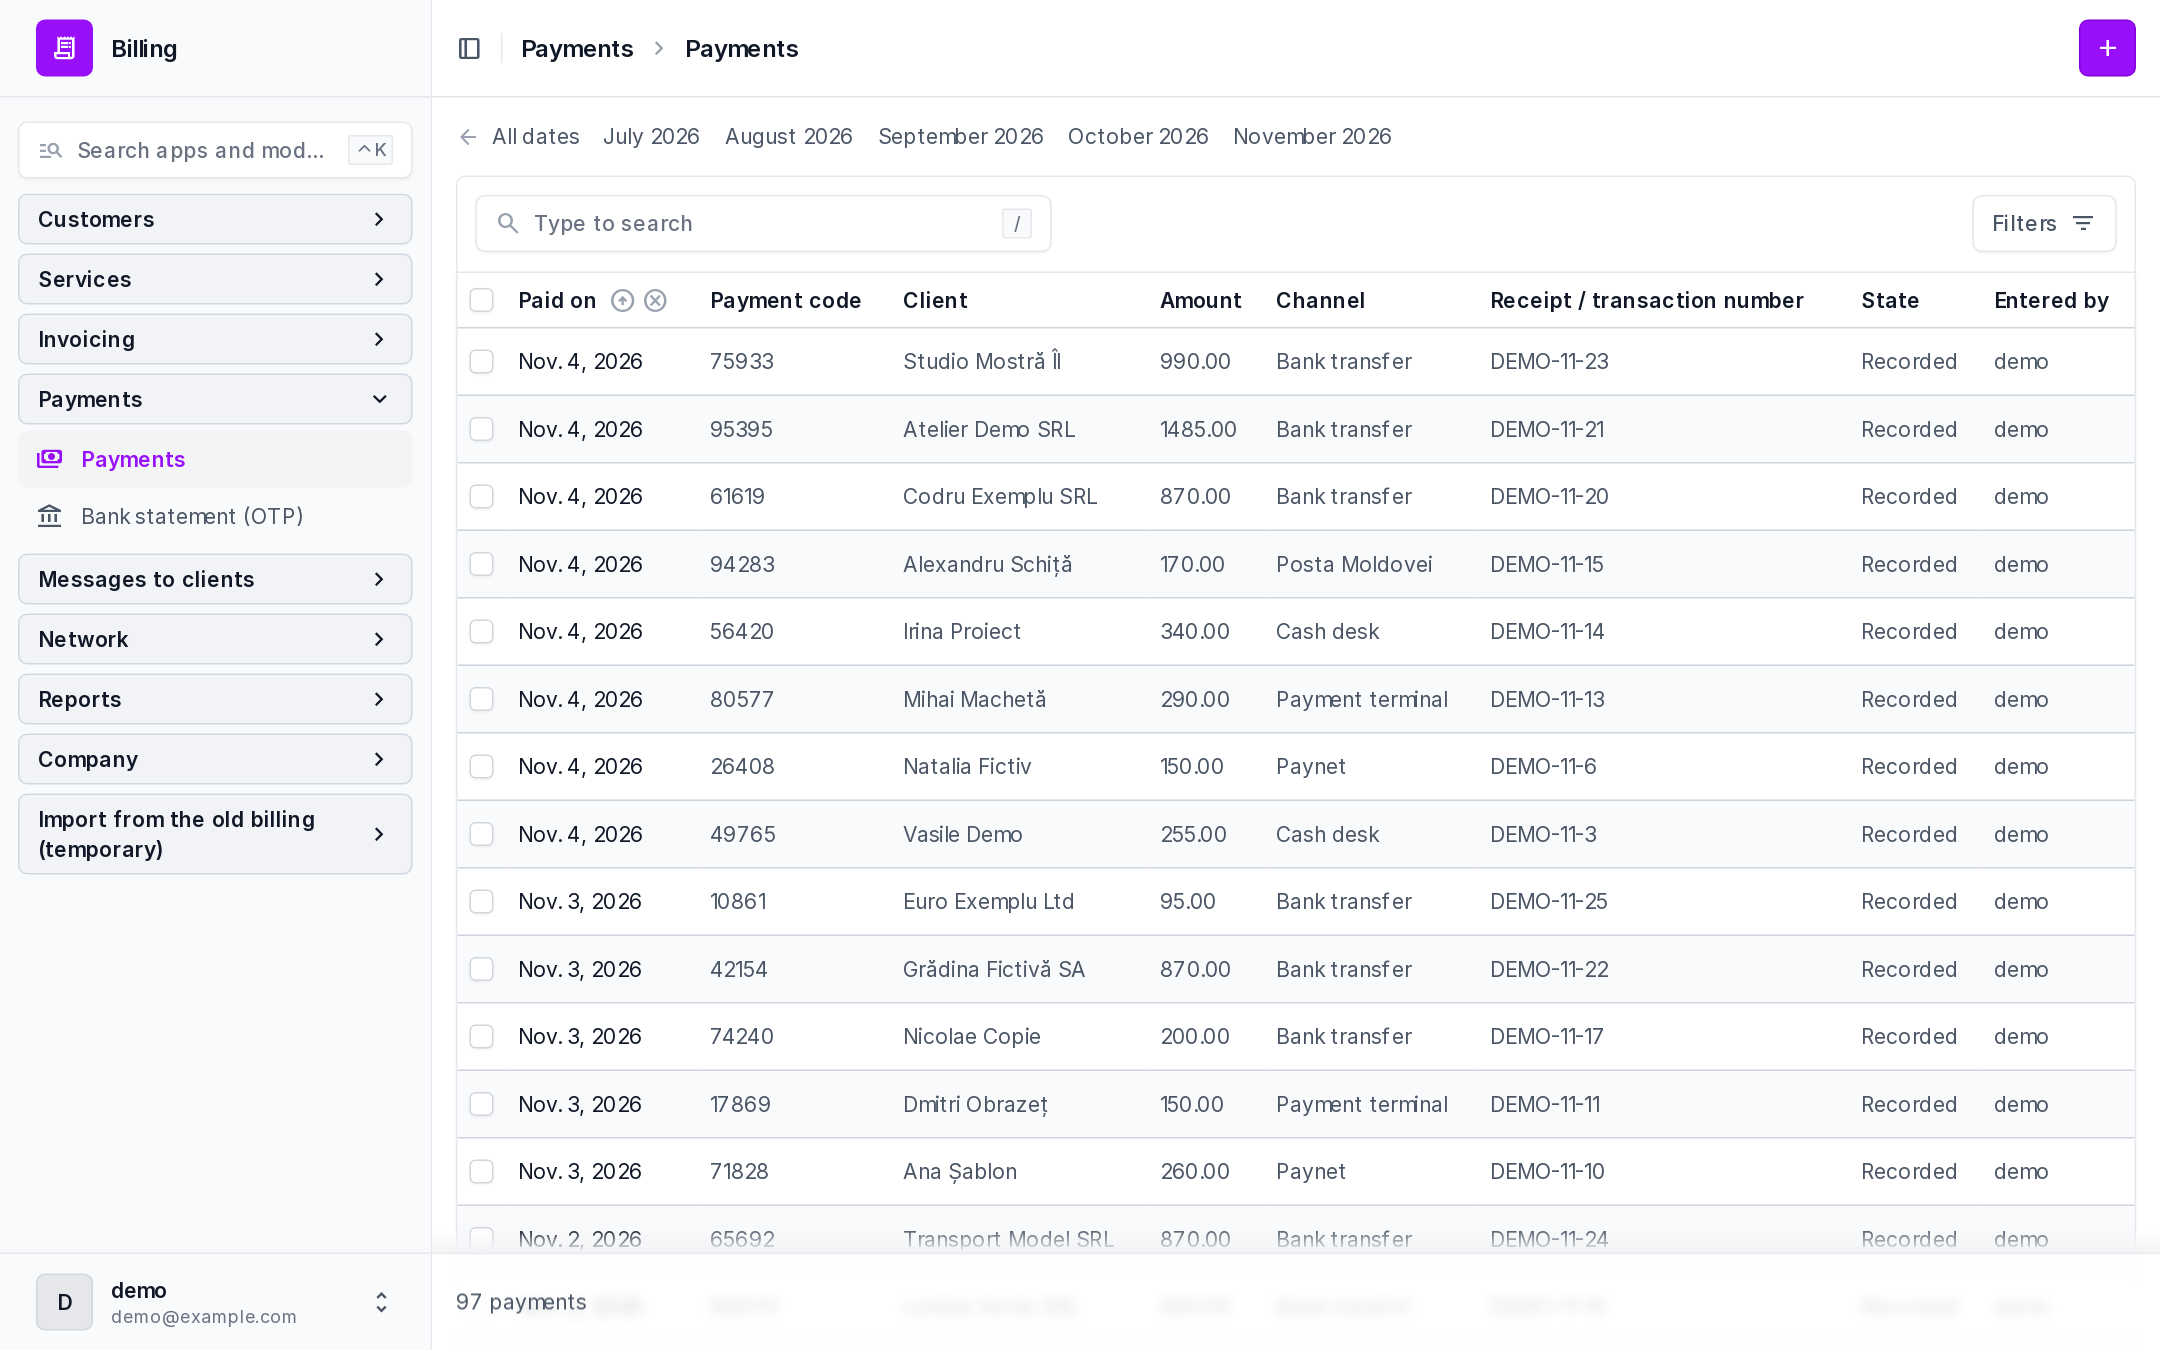 Billing
Payments Payments
Search apps and mod... ^K
Customers
Services
Invoicing
Payments
Payments
Bank statement (OTP)
Messages to clients
Network
Reports
Company
Import from the old billing
(temporary)
demo
D
demo@example.com
All dates July 2026 August 2026 September 2026 October 2026 November 2026
Type to search / Filters
Paid on Payment code Client Amount Channel Receipt / transaction number State Entered by
Nov. 4, 2026 75933 Studio Mostră ÎI 990.00 Bank transfer DEMO-11-23 Recorded demo
Nov. 4, 2026 95395 Atelier Demo SRL 1485.00 Bank transfer DEMO-11-21 Recorded demo
Nov. 4, 2026 61619 Codru Exemplu SRL 870.00 Bank transfer DEMO-11-20 Recorded demo
Nov. 4, 2026 94283 Alexandru Schiță 170.00 Posta Moldovei DEMO-11-15 Recorded demo
Nov. 4, 2026 56420 Irina Proiect 340.00 Cash desk DEMO-11-14 Recorded demo
Nov. 4, 2026 80577 Mihai Machetă 290.00 Payment terminal DEMO-11-13 Recorded demo
Nov. 4, 2026 26408 Natalia Fictiv 150.00 Paynet DEMO-11-6 Recorded demo
Nov. 4, 2026 49765 Vasile Demo 255.00 Cash desk DEMO-11-3 Recorded demo
Nov. 3, 2026 10861 Euro Exemplu Ltd 95.00 Bank transfer DEMO-11-25 Recorded demo
Nov. 3, 2026 42154 Grădina Fictivă SA 870.00 Bank transfer DEMO-11-22 Recorded demo
Nov. 3, 2026 74240 Nicolae Copie 200.00 Bank transfer DEMO-11-17 Recorded demo
Nov. 3, 2026 17869 Dmitri Obrazeț 150.00 Payment terminal DEMO-11-11 Recorded demo
Nov. 3, 2026 71828 Ana Șablon 260.00 Paynet DEMO-11-10 Recorded demo
Nov. 2, 2026 65692 Transport Model SRL 870.00 Bank transfer DEMO-11-24 Recorded demo
97 payments